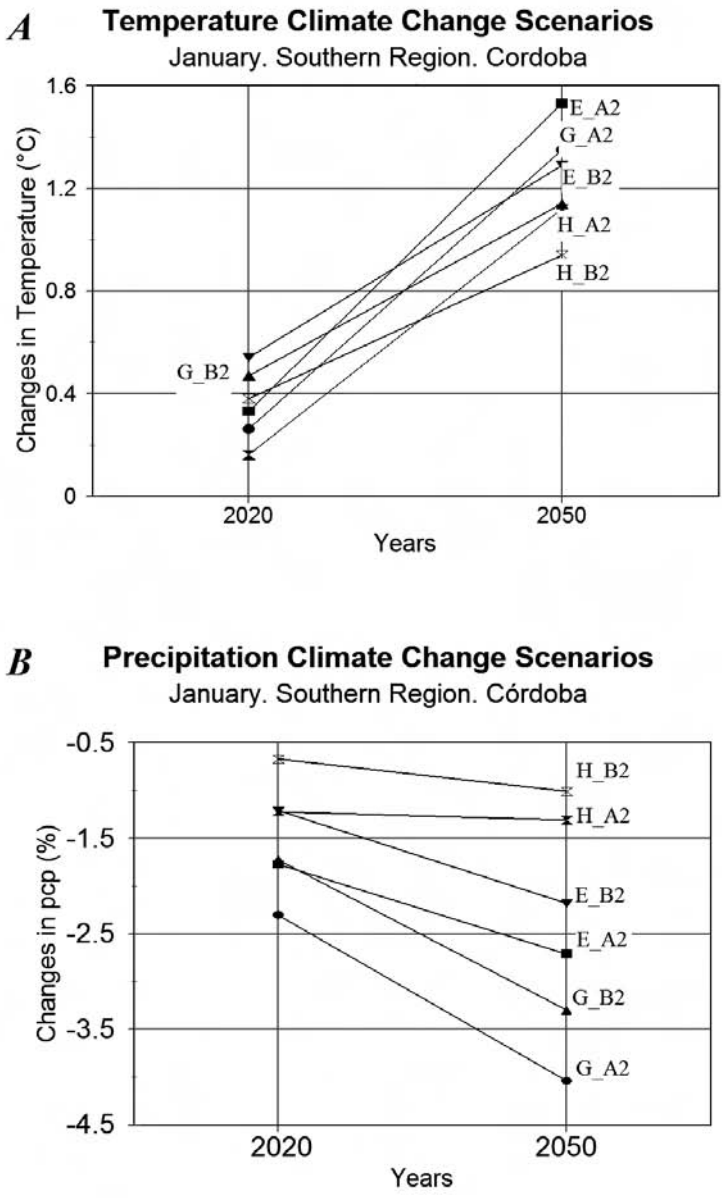 A
Temperature Climate Change Scenarios
January. Southern Region. Cordoba
Changes in Temperature (°C)
1.6
1.2
0.8
0.4
0
E_A2
G_A2
E_B2
H_A2
H_B2
G_B2
2020
2050
Years
B
Precipitation Climate Change Scenarios
January. Southern Region. Córdoba
Changes in pcp (%)
-0.5
-1.5
-2.5
-3.5
-4.5
H_B2
H_A2
E_B2
E_A2
G_B2
G_A2
2020
2050
Years